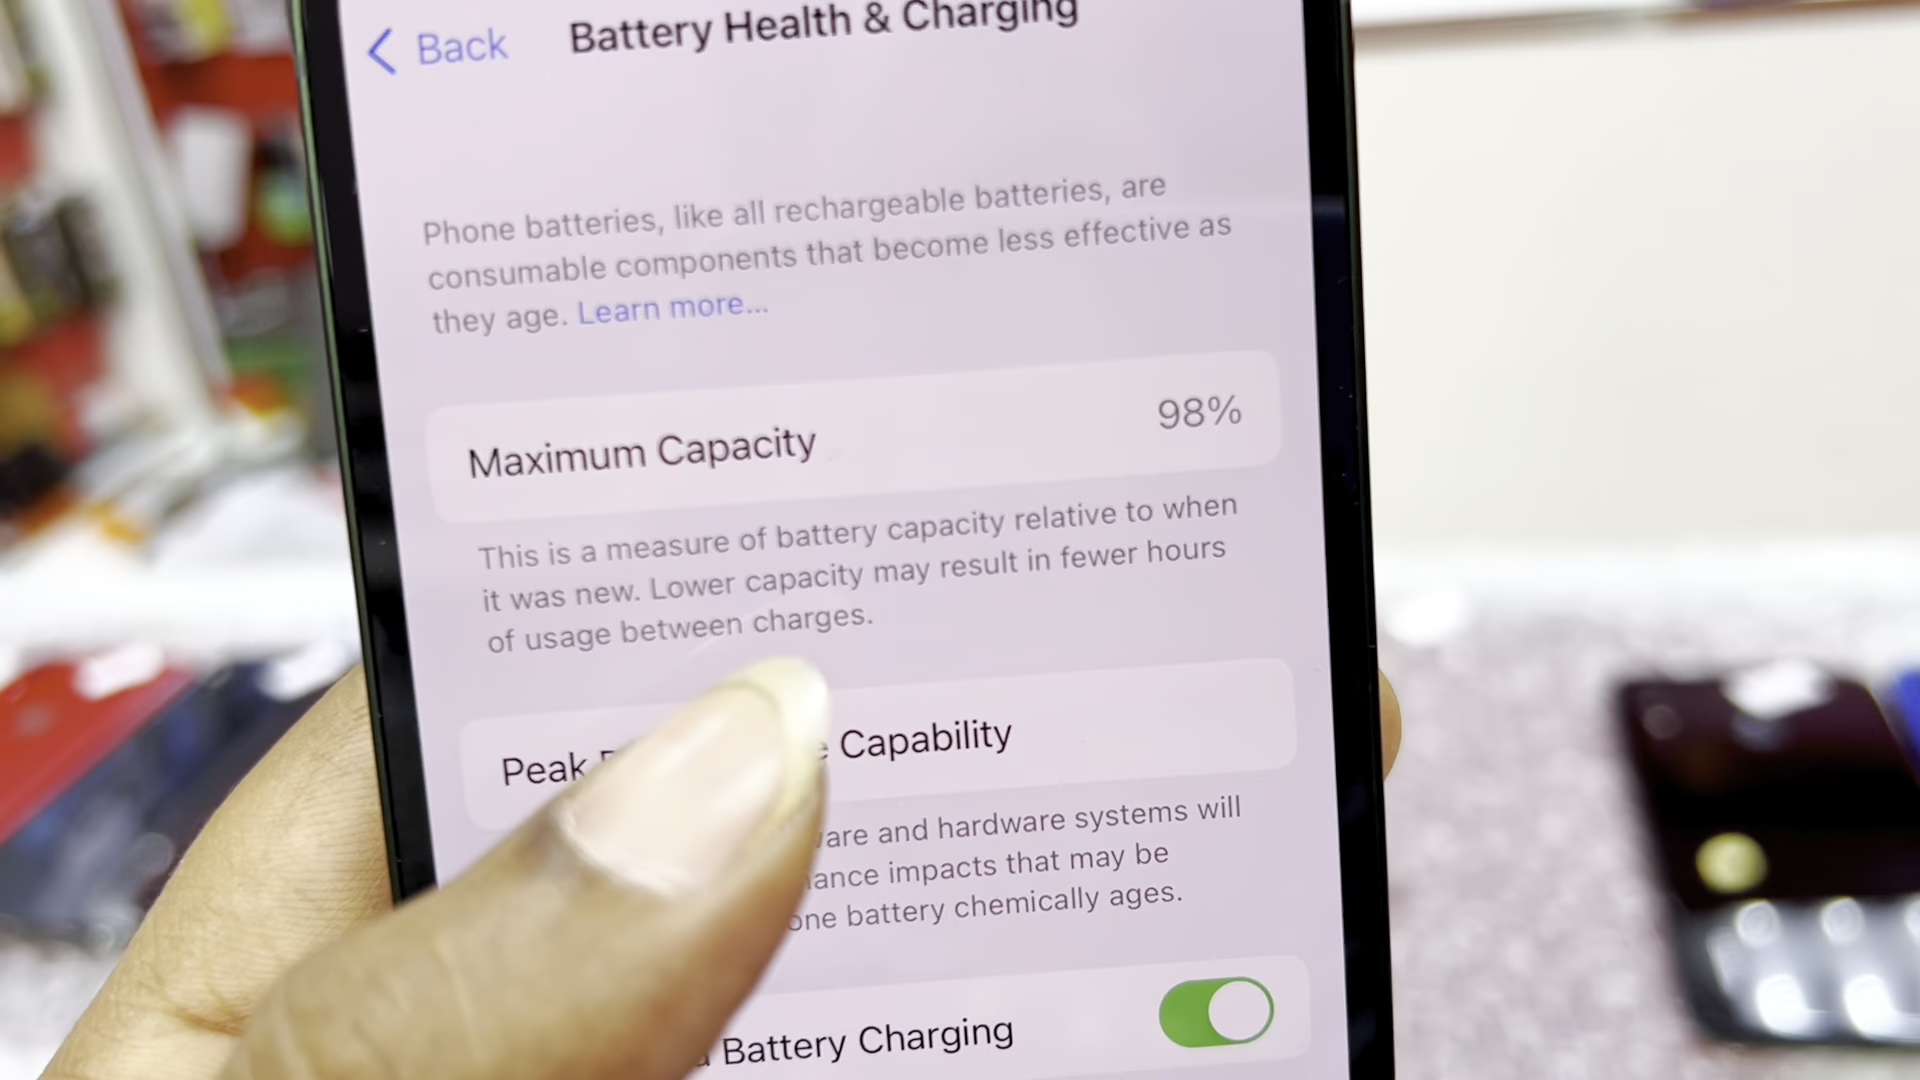 Back
Battery Health & Charging
Phone batteries, like all rechargeable batteries, are
consumable components that become less effective as
they age. Learn more...
Maximum Capacity 98%
This is a measure of battery capacity relative to when
it was new. Lower capacity may result in fewer hours
of usage between charges.
Peak Capability
and hardware systems will
impacts that may be
battery chemically ages.
Battery Charging